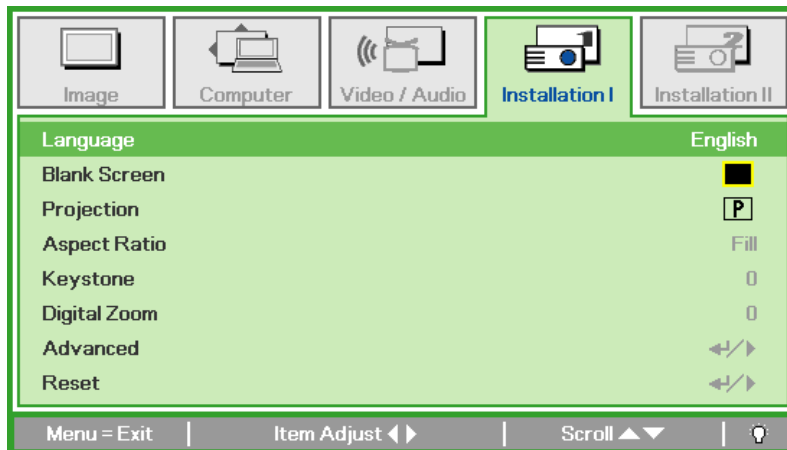 Image Computer Video / Audio Installation I Installation II
Language English
Blank Screen
Projection P
Aspect Ratio Fill
Keystone 0
Digital Zoom 0
Advanced
Reset
Menu = Exit Item Adjust Scroll